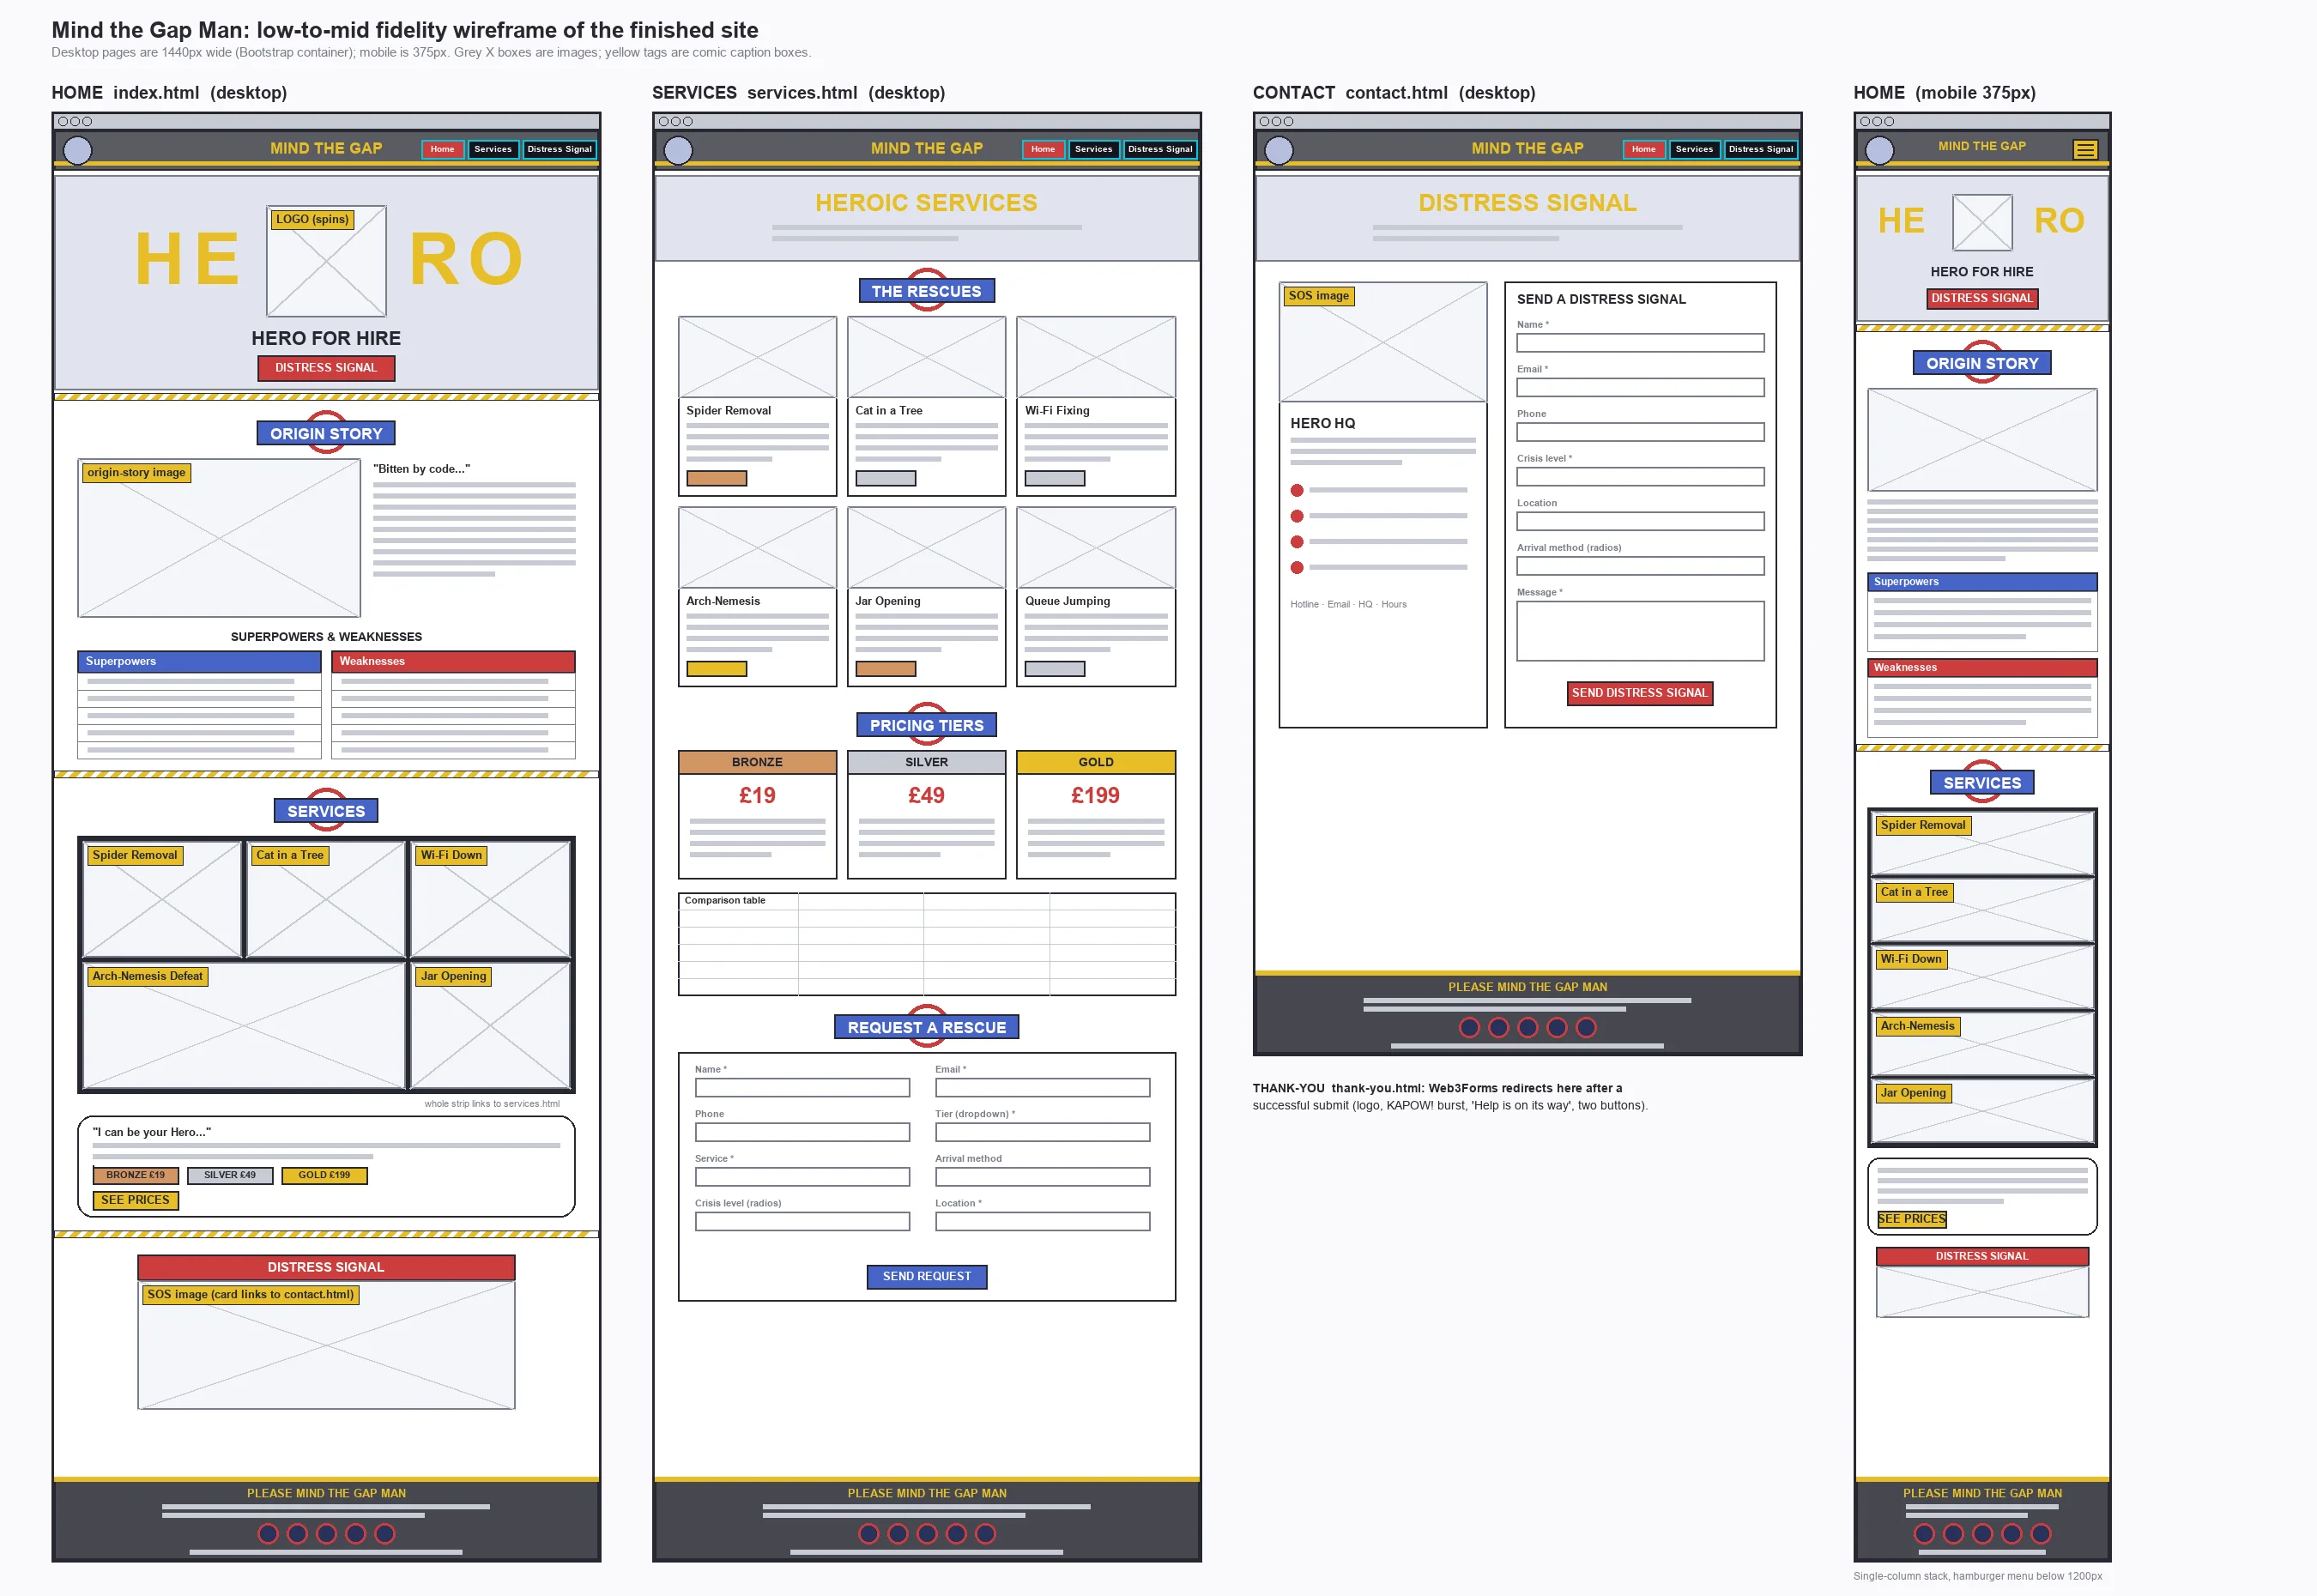 Mind the Gap Man: low-to-mid fidelity wireframe of the finished site
Desktop pages are 1440px wide (Bootstrap container); mobile is 375px. Grey X boxes are images; yellow tags are comic caption boxes.
HOME index.html (desktop)
MIND THE GAP
Home
Services
Distress Signal
HE
LOGO (spins)
RO
HERO FOR HIRE
DISTRESS SIGNAL
ORIGIN STORY
origin-story image
"Bitten by code..."
SUPERPOWERS & WEAKNESSES
Superpowers
Weaknesses
SERVICES
Spider Removal
Cat in a Tree
Wi-Fi Down
Arch-Nemesis Defeat
Jar Opening
whole strip links to services.html
"I can be your Hero..."
BRONZE £19
SILVER £49
GOLD £199
SEE PRICES
DISTRESS SIGNAL
SOS image (card links to contact.html)
PLEASE MIND THE GAP MAN
SERVICES services.html (desktop)
MIND THE GAP
Home
Services
Distress Signal
HEROIC SERVICES
THE RESCUES
Spider Removal
Cat in a Tree
Wi-Fi Fixing
Arch-Nemesis
Jar Opening
Queue Jumping
PRICING TIERS
BRONZE
SILVER
GOLD
£19
£49
£199
Comparison table
REQUEST A RESCUE
Name *
Email *
Phone
Tier (dropdown) *
Service *
Arrival method
Crisis level (radios)
Location *
SEND REQUEST
PLEASE MIND THE GAP MAN
CONTACT contact.html (desktop)
MIND THE GAP
Home
Services
Distress Signal
DISTRESS SIGNAL
SOS image
HERO HQ
Hotline · Email · HQ · Hours
SEND A DISTRESS SIGNAL
Name *
Email *
Phone
Crisis level *
Location
Arrival method (radios)
Message *
SEND DISTRESS SIGNAL
PLEASE MIND THE GAP MAN
THANK-YOU thank-you.html: Web3Forms redirects here after a
successful submit (logo, KAPOW! burst, 'Help is on its way', two buttons).
HOME (mobile 375px)
MIND THE GAP
HE
RO
HERO FOR HIRE
DISTRESS SIGNAL
ORIGIN STORY
Superpowers
Weaknesses
SERVICES
Spider Removal
Cat in a Tree
Wi-Fi Down
Arch-Nemesis
Jar Opening
SEE PRICES
DISTRESS SIGNAL
PLEASE MIND THE GAP MAN
Single-column stack, hamburger menu below 1200px